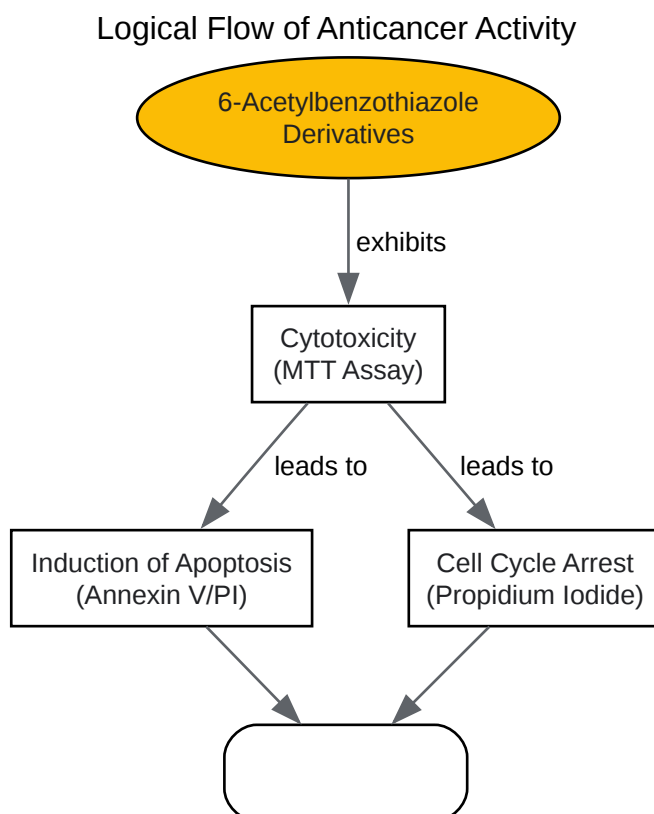 Logical Flow of Anticancer Activity
6-Acetylbenzothiazole
Derivatives
exhibits
Cytotoxicity
(MTT Assay)
leads to
leads to
Induction of Apoptosis
(Annexin V/PI)
Cell Cycle Arrest
(Propidium Iodide)